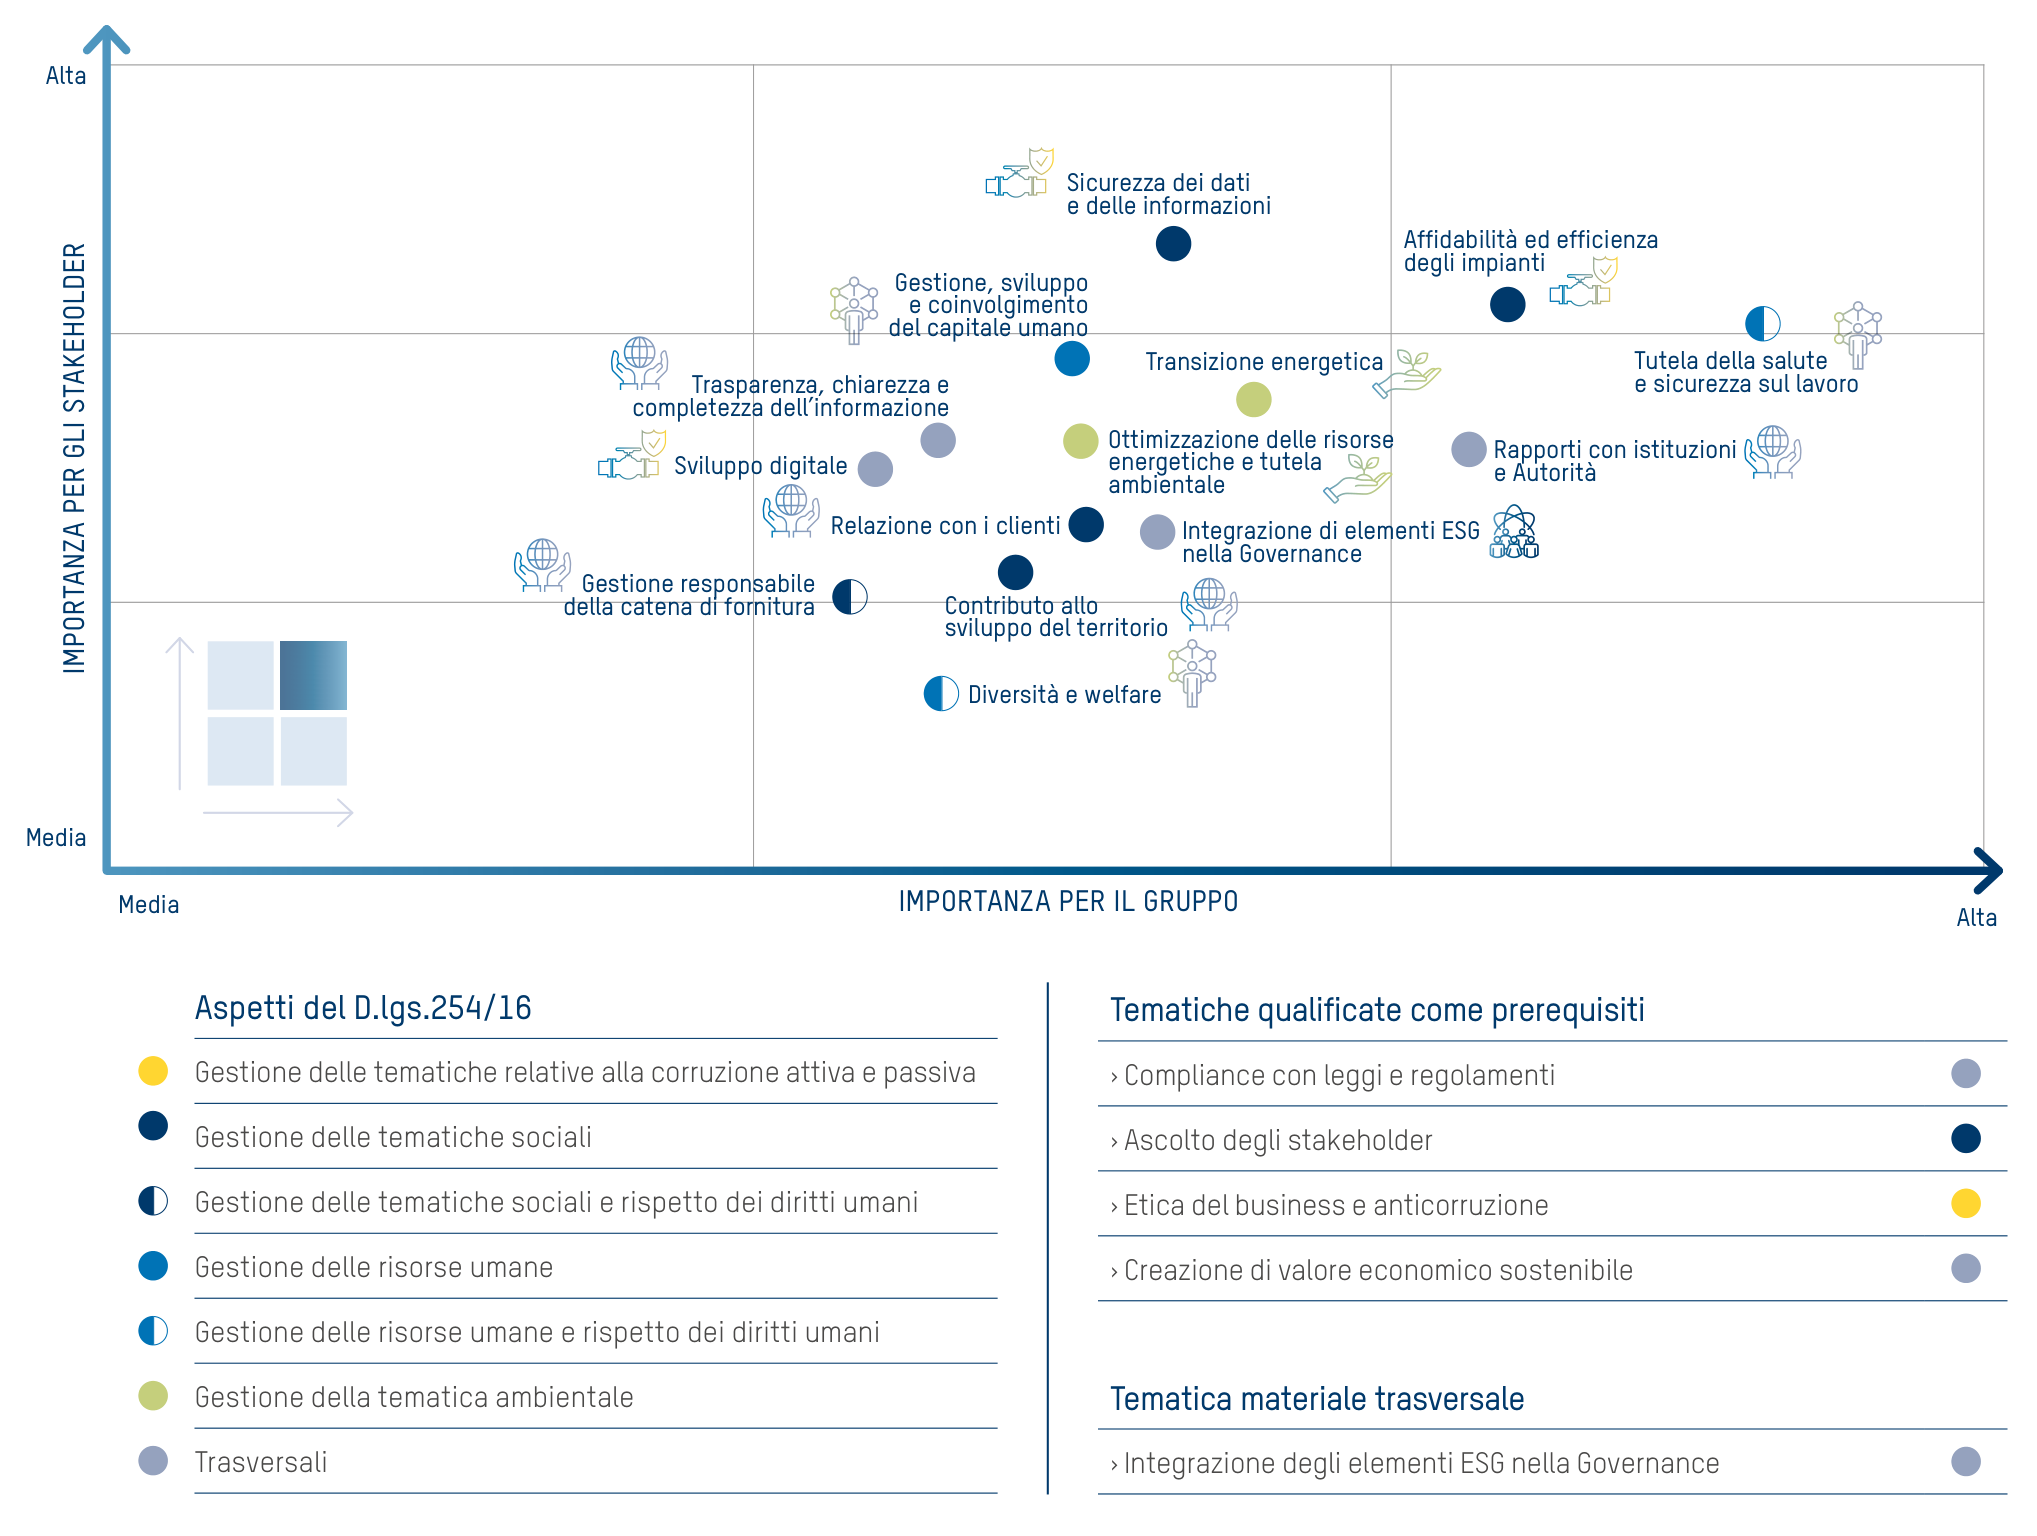 Alta
IMPORTANZA PER GLI STAKEHOLDER
Media
Sicurezza dei dati
e delle informazioni
Affidabilità ed efficienza
degli impianti
Gestione, sviluppo
e coinvolgimento
del capitale umano
Transizione energetica
Tutela della salute
e sicurezza sul lavoro
Trasparenza, chiarezza e
completezza dell'informazione
Ottimizzazione delle risorse
energetiche e tutela
ambientale
Rapporti con istituzioni
e Autorità
Sviluppo digitale
Relazione con i clienti
Integrazione di elementi ESG
nella Governance
Gestione responsabile
della catena di fornitura
Contributo allo
sviluppo del territorio
Diversità e welfare
Media
IMPORTANZA PER IL GRUPPO
Alta
Aspetti del D.lgs.254/16
Gestione delle tematiche relative alla corruzione attiva e passiva
Gestione delle tematiche sociali
Gestione delle tematiche sociali e rispetto dei diritti umani
Gestione delle risorse umane
Gestione delle risorse umane e rispetto dei diritti umani
Gestione della tematica ambientale
Trasversali
Tematiche qualificate come prerequisiti
› Compliance con leggi e regolamenti
› Ascolto degli stakeholder
› Etica del business e anticorruzione
› Creazione di valore economico sostenibile
Tematica materiale trasversale
› Integrazione degli elementi ESG nella Governance